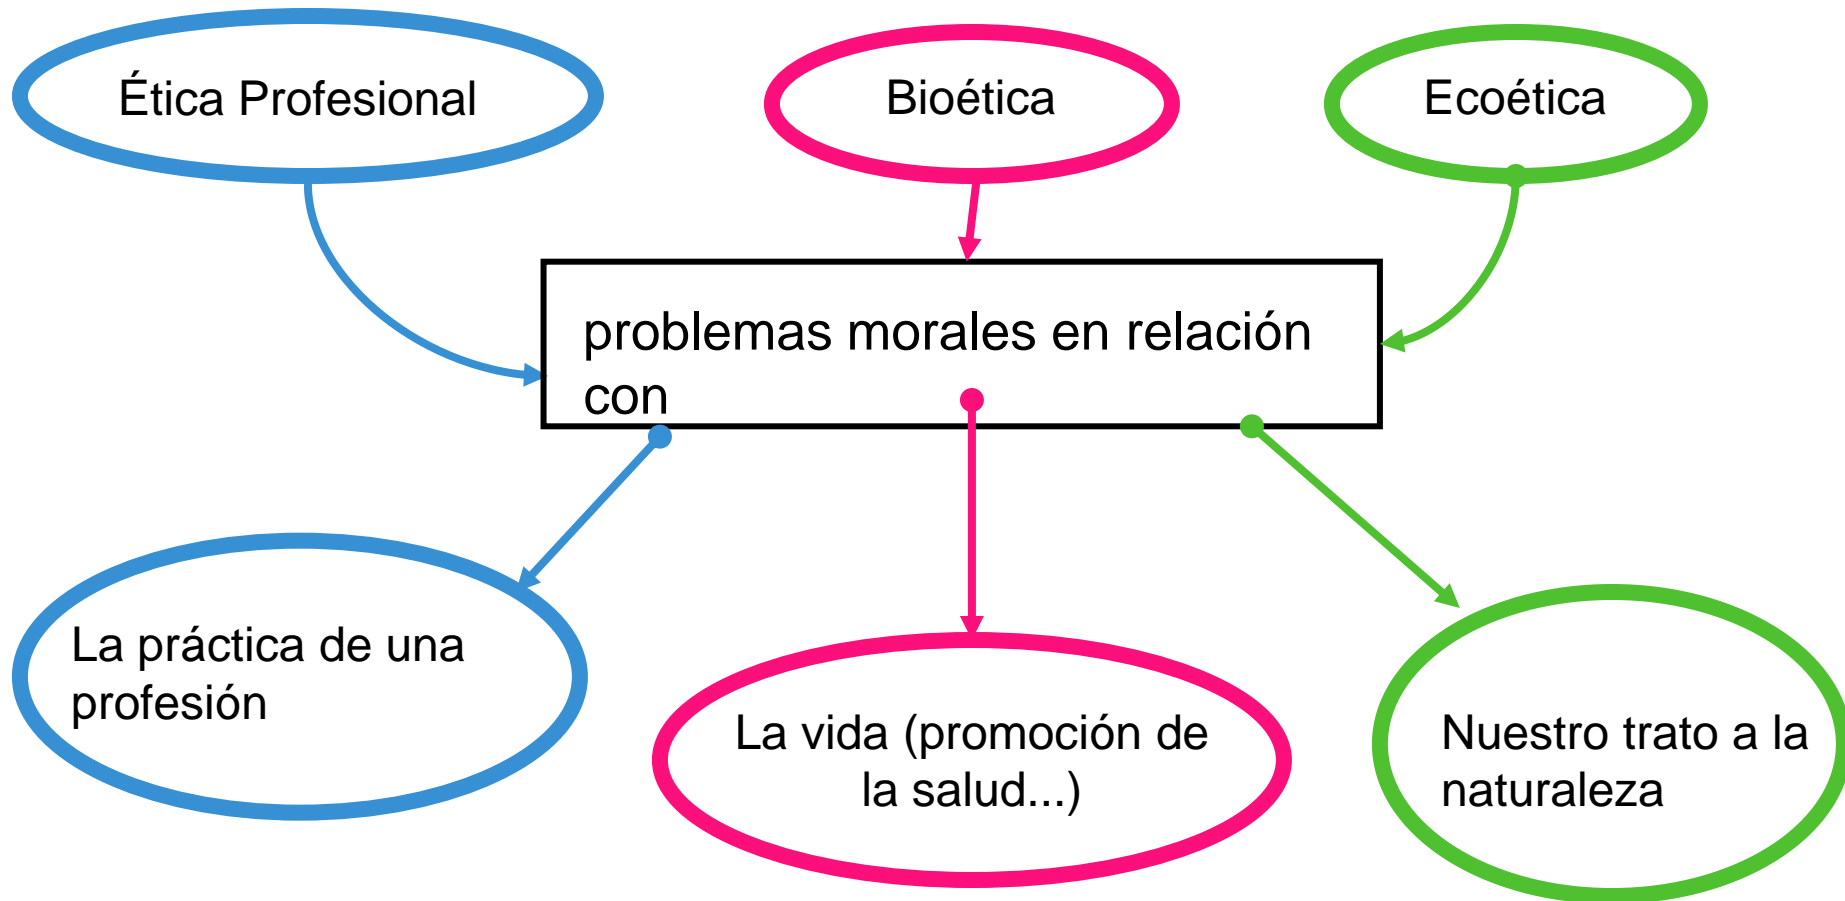 Ética Profesional
Bioética
Ecoética
problemas morales en relación
con
La práctica de una
profesión
La vida (promoción de
la salud...)
Nuestro trato a la
naturaleza